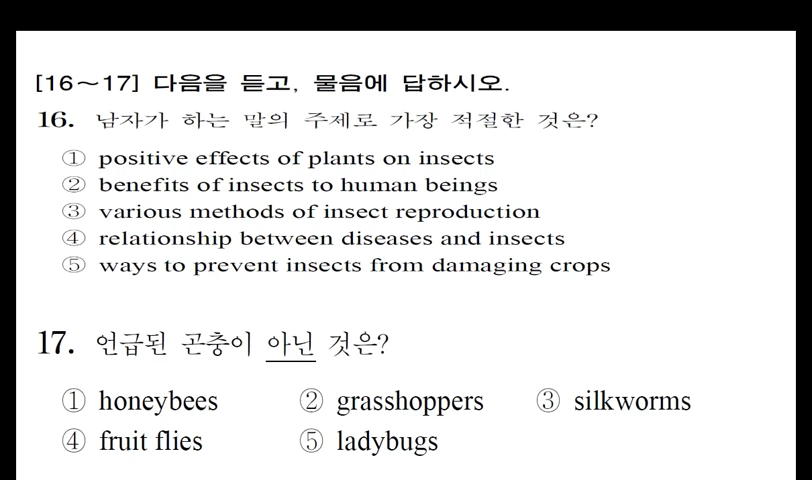 [16～17] 다음을 듣고, 물음에 답하시오.
16. 남자가 하는 말의 주제로 가장 적절한 것은?
① positive effects of plants on insects
② benefits of insects to human beings
③ various methods of insect reproduction
④ relationship between diseases and insects
⑤ ways to prevent insects from damaging crops
17. 언급된 곤충이 아닌 것은?
① honeybees ② grasshoppers ③ silkworms
④ fruit flies ⑤ ladybugs